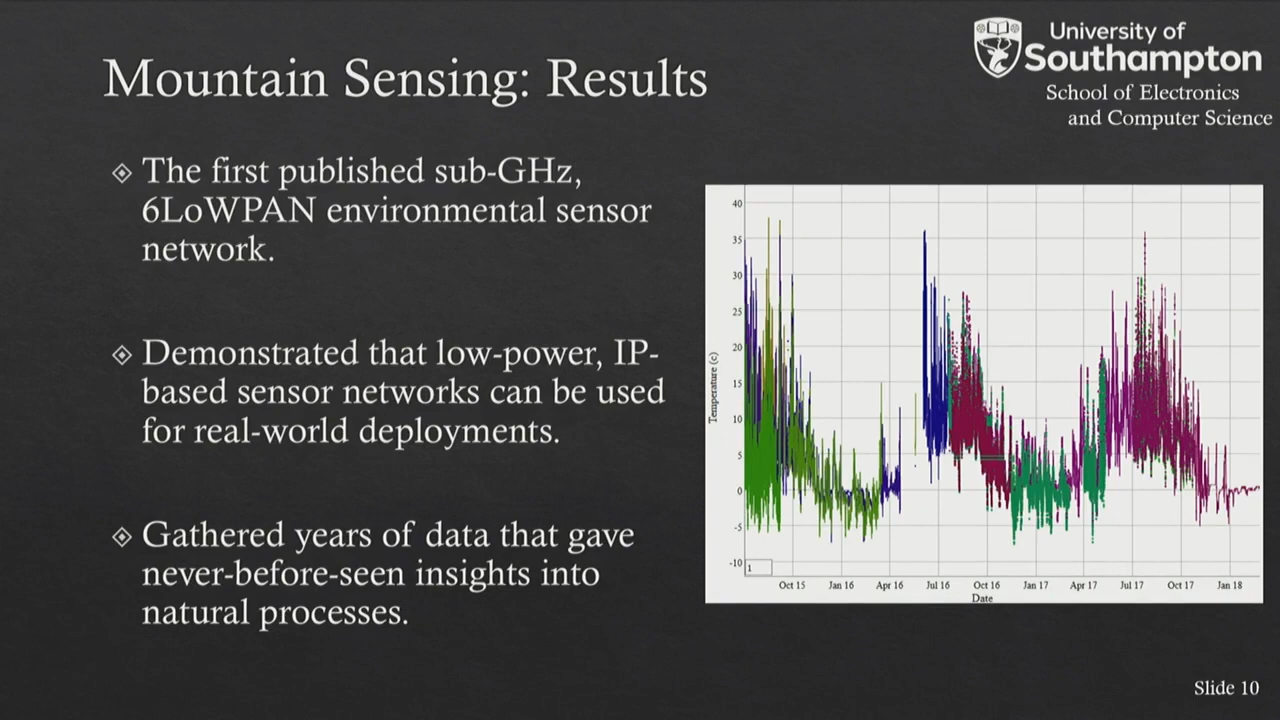 University of
Southampton
School of Electronics
and Computer Science
Mountain Sensing: Results
The first published sub-GHz,
6LoWPAN environmental sensor
network.
Demonstrated that low-power, IP-
based sensor networks can be used
for real-world deployments.
Gathered years of data that gave
never-before-seen insights into
natural processes.
Temperature (c)
40
35
30
25
20
15
10
5
0
-5
-10
1
Oct 15 Jan 16 Apr 16 Jul 16 Oct 16 Jan 17 Apr 17 Jul 17 Oct 17 Jan 18
Date
Slide 10